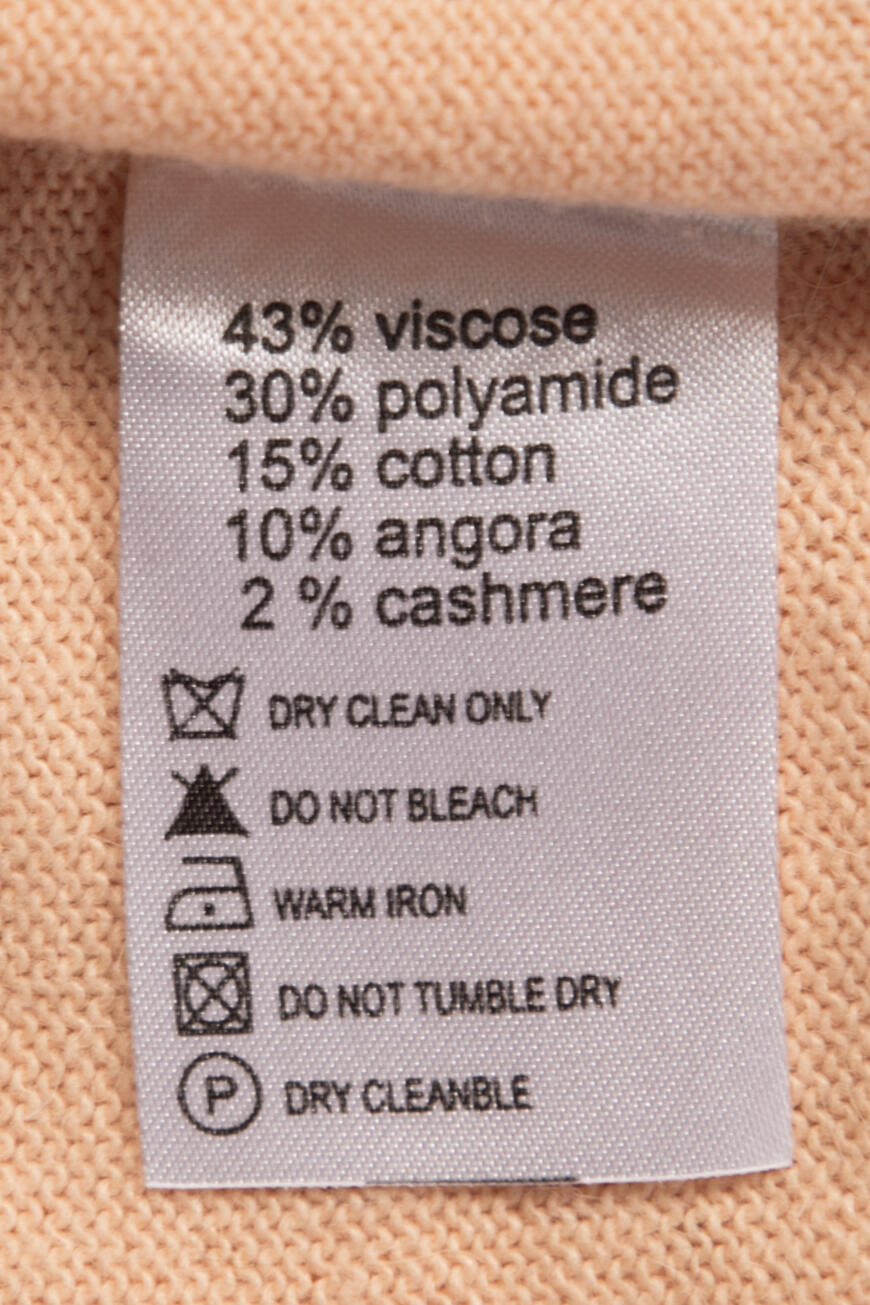 43% viscose
30% polyamide
15% cotton
10% angora
2 % cashmere
DRY CLEAN ONLY
DO NOT BLEACH
WARM IRON
DO NOT TUMBLE DRY
P DRY CLEANBLE